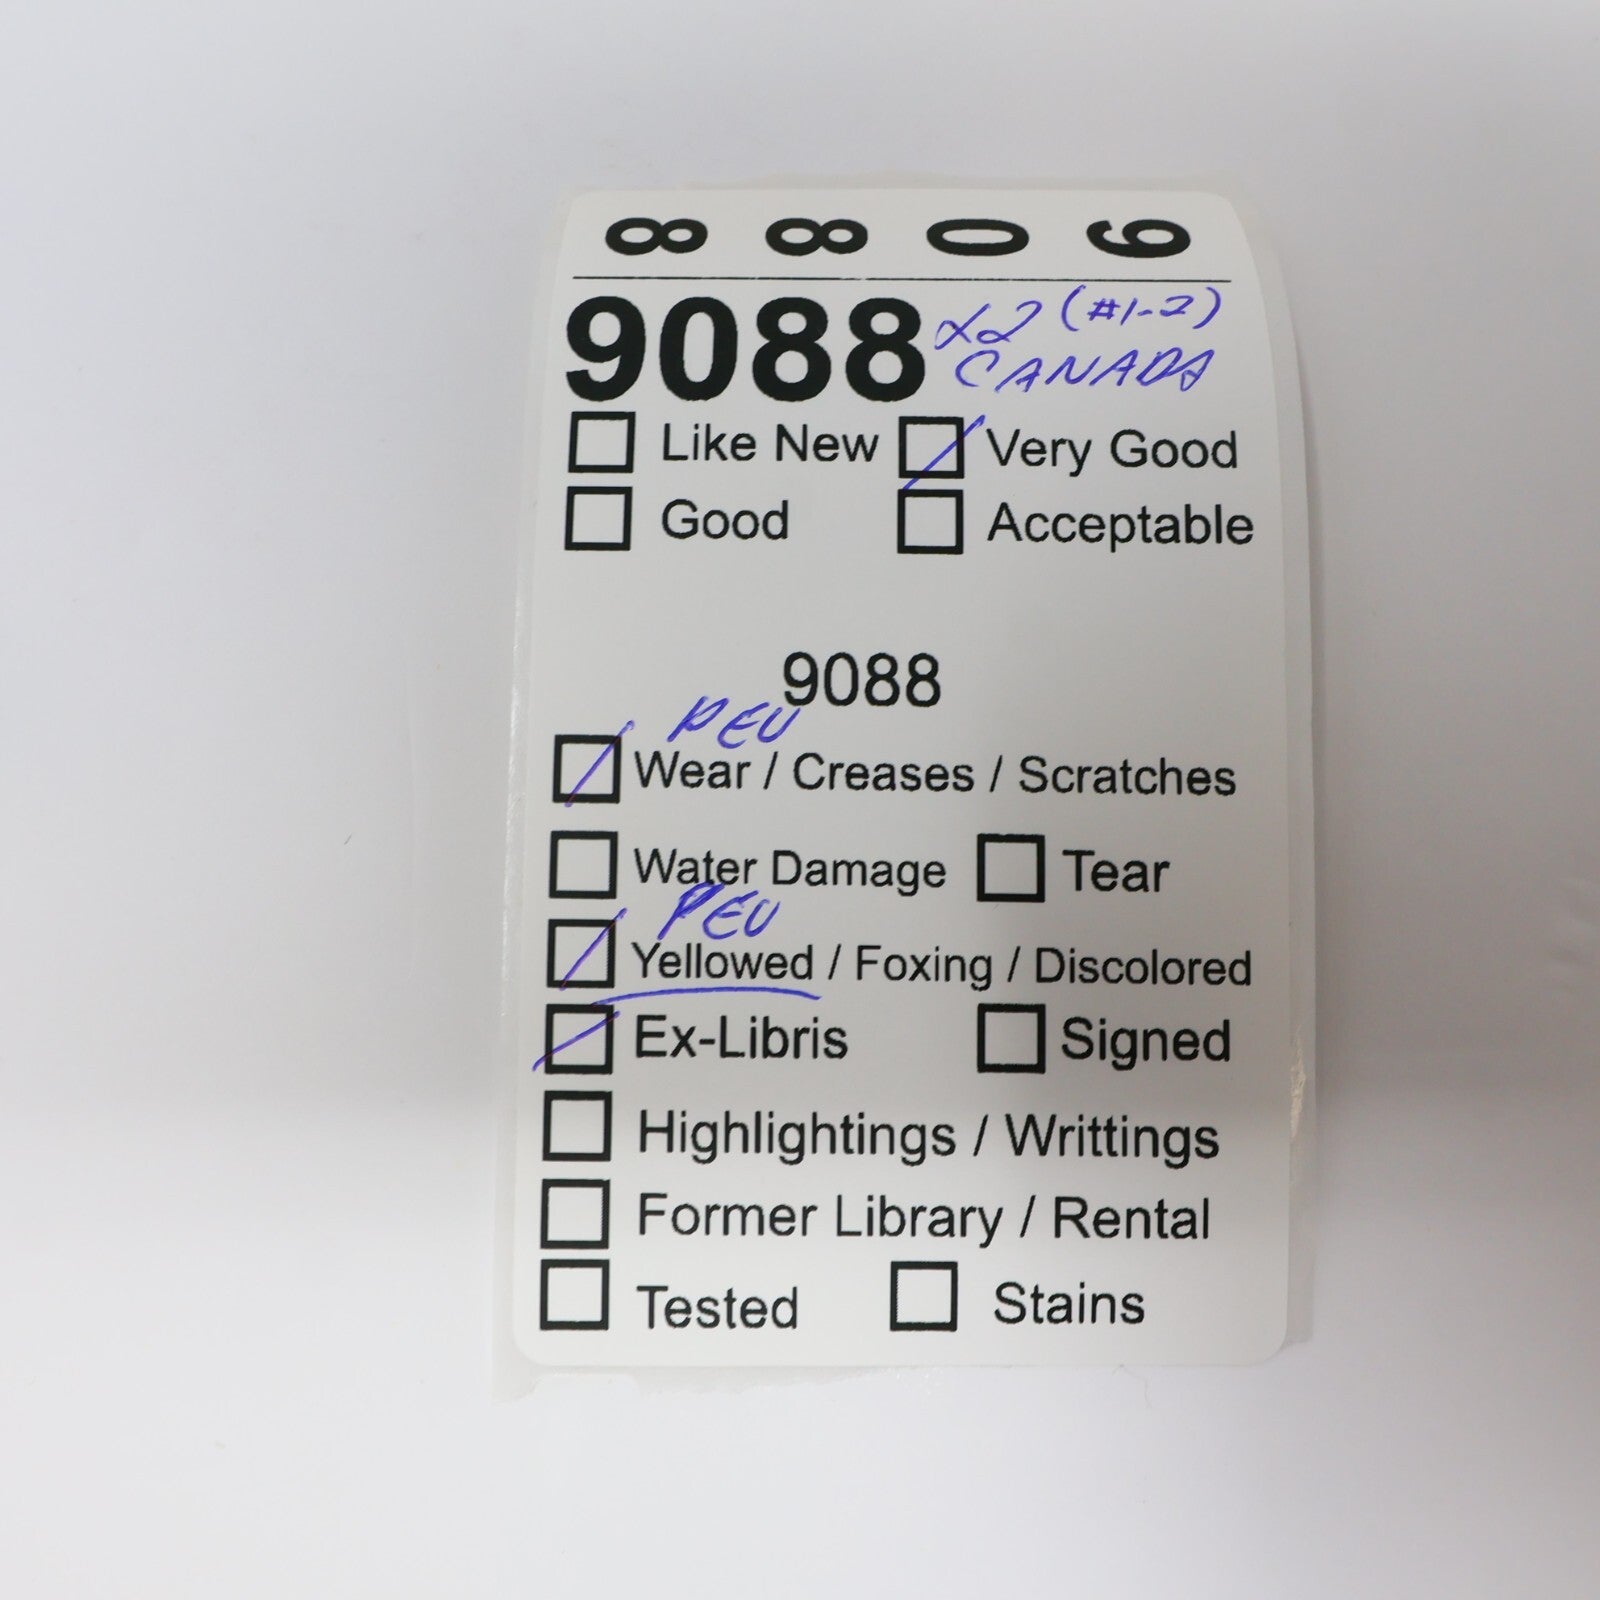 8 8 0 9
9088 x2 (#1-2)
CANADA
Like New Very Good
Good Acceptable
9088
PEU
Wear / Creases / Scratches
Water Damage Tear
PEU
Yellowed / Foxing / Discolored
Ex-Libris Signed
Highlightings / Writtings
Former Library / Rental
Tested Stains